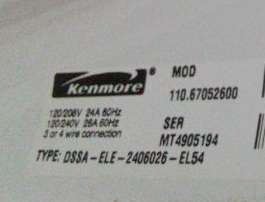 Kenmore®
MOD
110.67052600
120/208V 24A 60Hz
120/240V 26A 60Hz
3 or 4 wire connection
SER
MT4905194
TYPE: DSSA-ELE-2406026-EL54